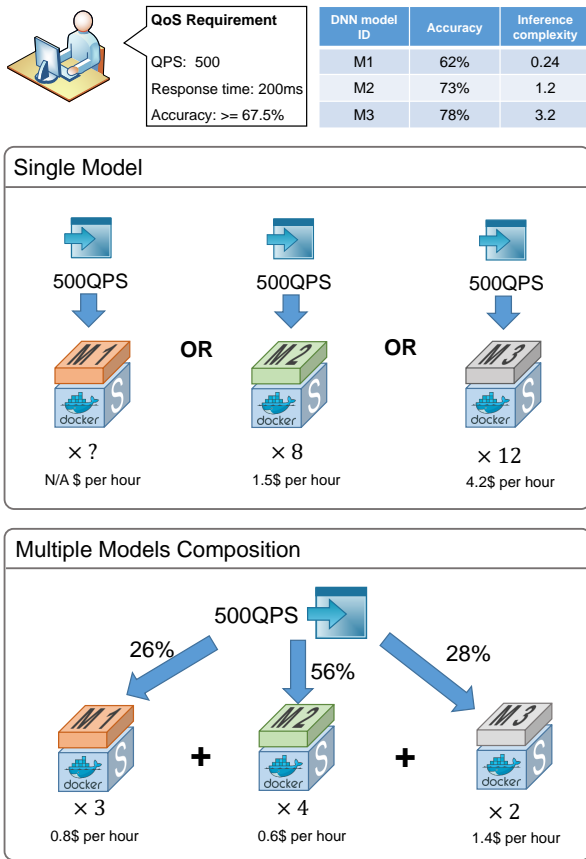 QoS Requirement
QPS: 500
Response time: 200ms
Accuracy: >= 67.5%
DNN model ID Accuracy Inference complexity
M1 62% 0.24
M2 73% 1.2
M3 78% 3.2
Single Model
500QPS 500QPS 500QPS
M1 OR M2 OR M3
docker S docker S docker S
× ? × 8 × 12
N/A $ per hour 1.5$ per hour 4.2$ per hour
Multiple Models Composition
500QPS
26% 56% 28%
M1 M2 M3
docker S + docker S + docker S
× 3 × 4 × 2
0.8$ per hour 0.6$ per hour 1.4$ per hour